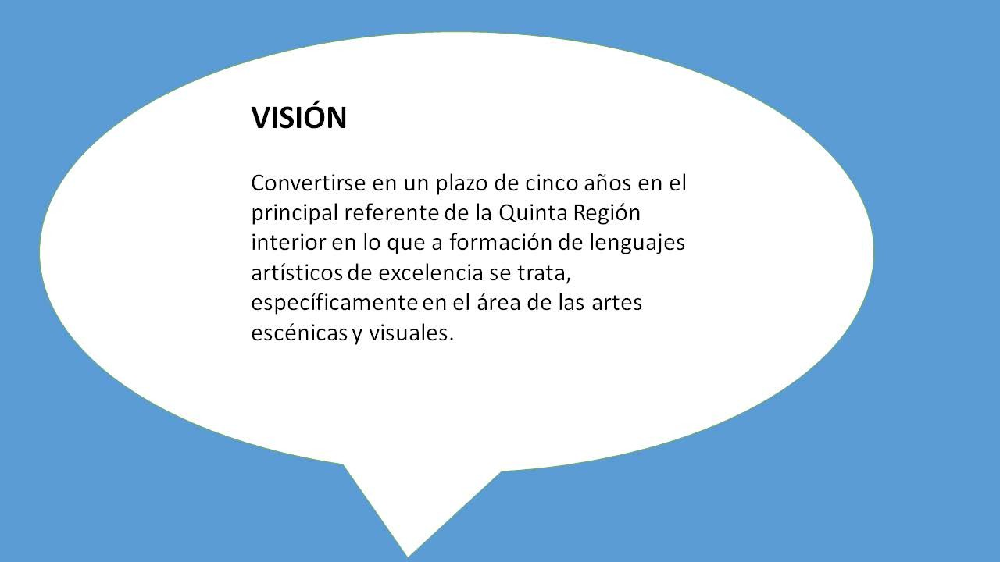 VISIÓN
Convertirse en un plazo de cinco años en el
principal referente de la Quinta Región
interior en lo que a formación de lenguajes
artísticos de excelencia se trata,
específicamente en el área de las artes
escénicas y visuales.